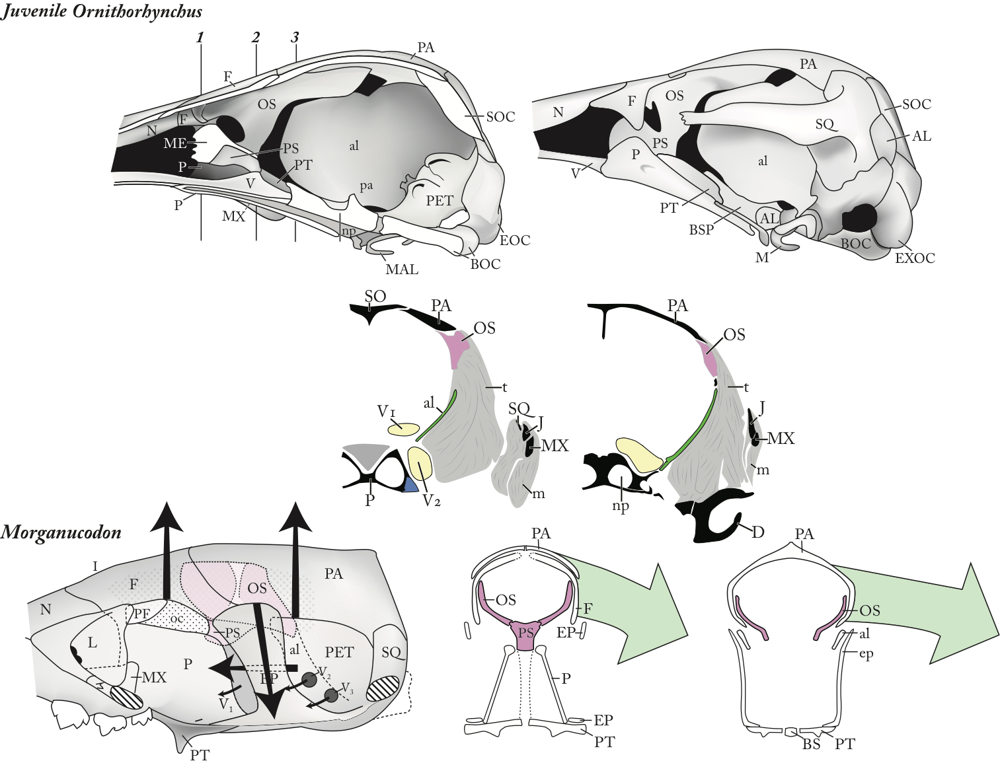 Juvenile Ornithorhynchus
1 2 3
PA
F
OS
F
N
ME
PS
P
PT
V
al
pa
SOC
PET
P
MX
np
EOC
MAL
BOC
PA
OS
F
N
SOC
SQ
AL
PS
P
al
V
PT
BSP
AL
M
BOC
EXOC
SO
PA
OS
t
al
V1
SQ
J
MX
P
V2
m
PA
OS
t
J
MX
m
np
D
Morganucodon
I
F
PA
OS
N
PF
oc
PS
L
al
PET
SQ
P
MX
EP
V2
V3
V1
PT
PA
OS
F
PS
EP
P
EP
PT
PA
OS
al
ep
BS
PT